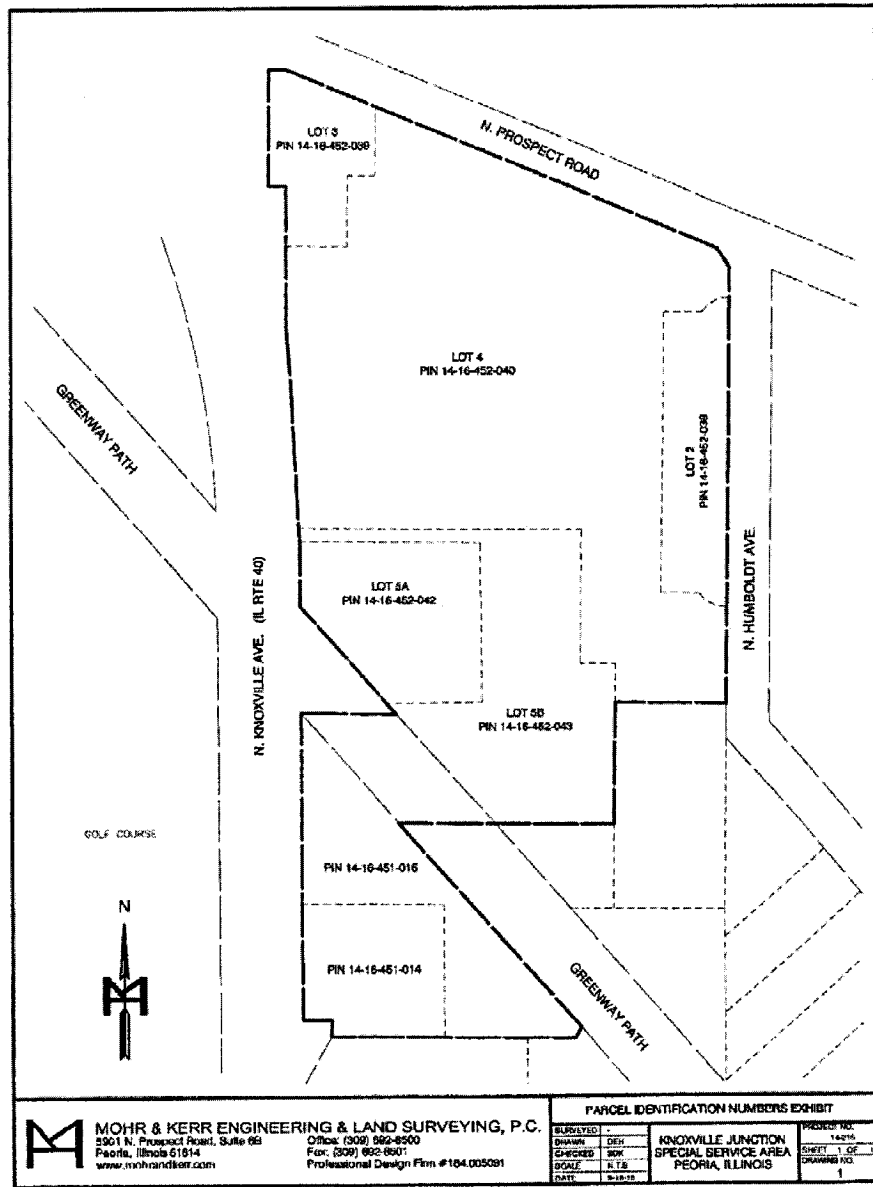 N. PROSPECT ROAD
LOT 3
PIN 14-16-452-039
LOT 4
PIN 14-16-452-040
GREENWAY PATH
LOT 2
PIN 14-16-452-038
N. KNOXVILLE AVE. (IL RTE 40)
N. HUMBOLDT AVE.
LOT 5A
PIN 14-16-452-042
LOT 5B
PIN 14-16-452-043
GOLF COURSE
PIN 14-16-451-015
N
PIN 14-16-451-014
GREENWAY PATH
MOHR & KERR ENGINEERING & LAND SURVEYING, P.C.
5901 N. Prospect Road, Suite 6B
Peoria, Illinois 61614
www.mohrandkerr.com
Office: (309) 692-8500
Fax: (309) 692-8501
Professional Design Firm #184.005091
PARCEL IDENTIFICATION NUMBERS EXHIBIT
SURVEYED -
DRAWN DEH
CHECKED
SCALE N.T.S
DATE
KNOXVILLE JUNCTION
SPECIAL SERVICE AREA
PEORIA, ILLINOIS
PROJECT NO.
SHEET 1 OF 1
DRAWING NO.
1